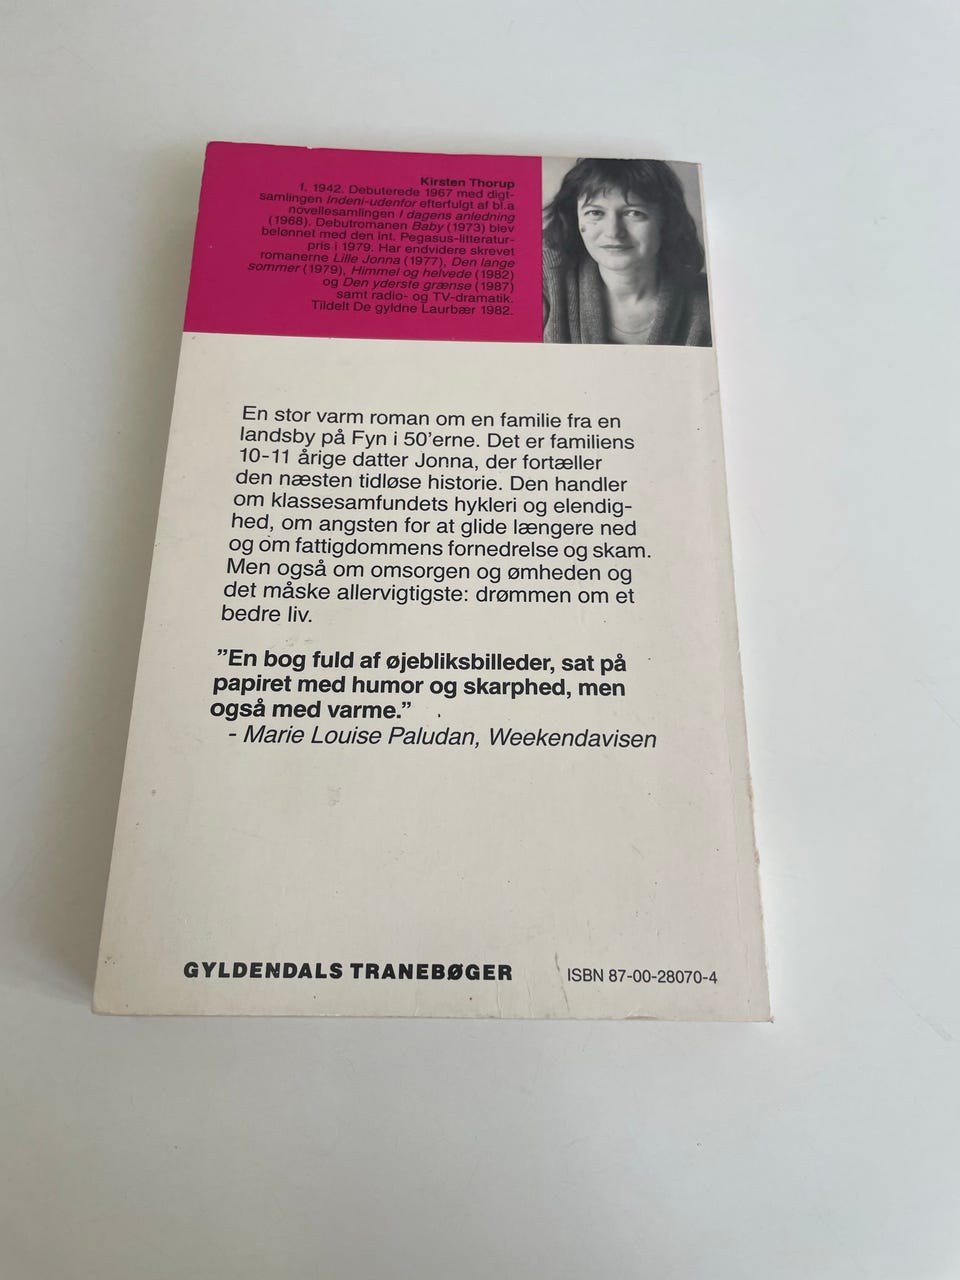 Kirsten Thorup
f. 1942. Debuterede 1967 med digt-
samlingen Indeni-udenfor efterfulgt af bl.a
novellesamlingen I dagens anledning
(1968). Debutromanen Baby (1973) blev
belønnet med den int. Pegasus-litteratur-
pris i 1979. Har endvidere skrevet
romanerne Lille Jonna (1977), Den lange
sommer (1979), Himmel og helvede (1982)
og Den yderste grænse (1987)
samt radio- og TV-dramatik.
Tildelt De gyldne Laurbær 1982.
En stor varm roman om en familie fra en
landsby på Fyn i 50'erne. Det er familiens
10-11 årige datter Jonna, der fortæller
den næsten tidløse historie. Den handler
om klassesamfundets hykleri og elendig-
hed, om angsten for at glide længere ned
og om fattigdommens fornedrelse og skam.
Men også om omsorgen og ømheden og
det måske allervigtigste: drømmen om et
bedre liv.
”En bog fuld af øjebliksbilleder, sat på
papiret med humor og skarphed, men
også med varme.”
- Marie Louise Paludan, Weekendavisen
GYLDENDALS TRANEBØGER
ISBN 87-00-28070-4